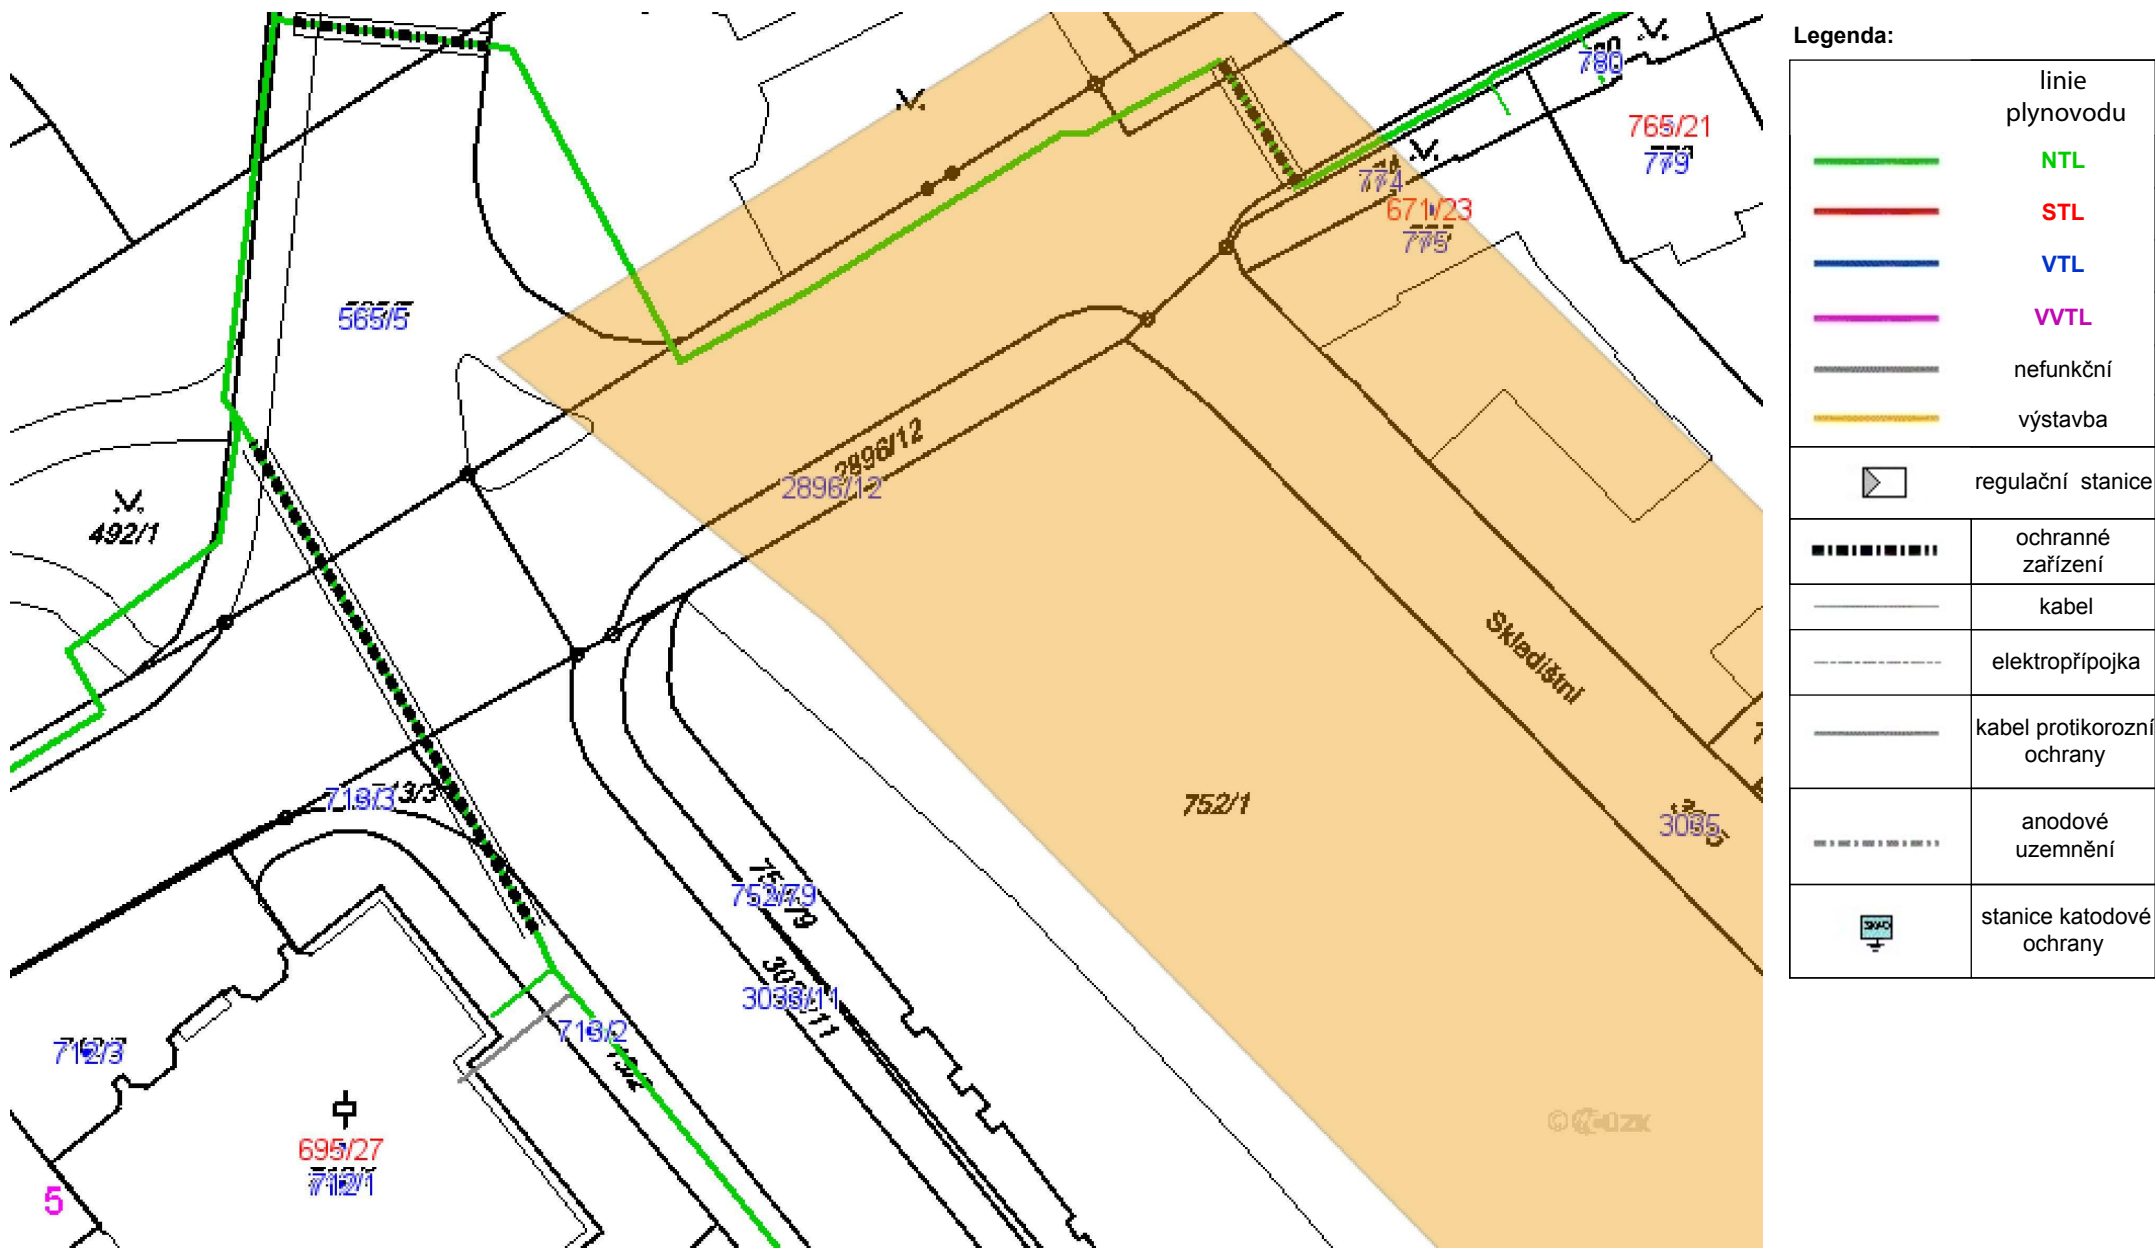 Legenda:
linie
plynovodu
NTL
STL
VTL
VVTL
nefunkční
výstavba
regulační stanice
ochranné
zařízení
kabel
elektropřípojka
kabel protikorozní
ochrany
anodové
uzemnění
stanice katodové
ochrany
780
765/21
779
774
671/23
775
565/5
2896/12
2896/12
492/1
Skladištní
752/1
3035
713/3
752/79
3033/11
713/2
712/3
695/27
712/1
5